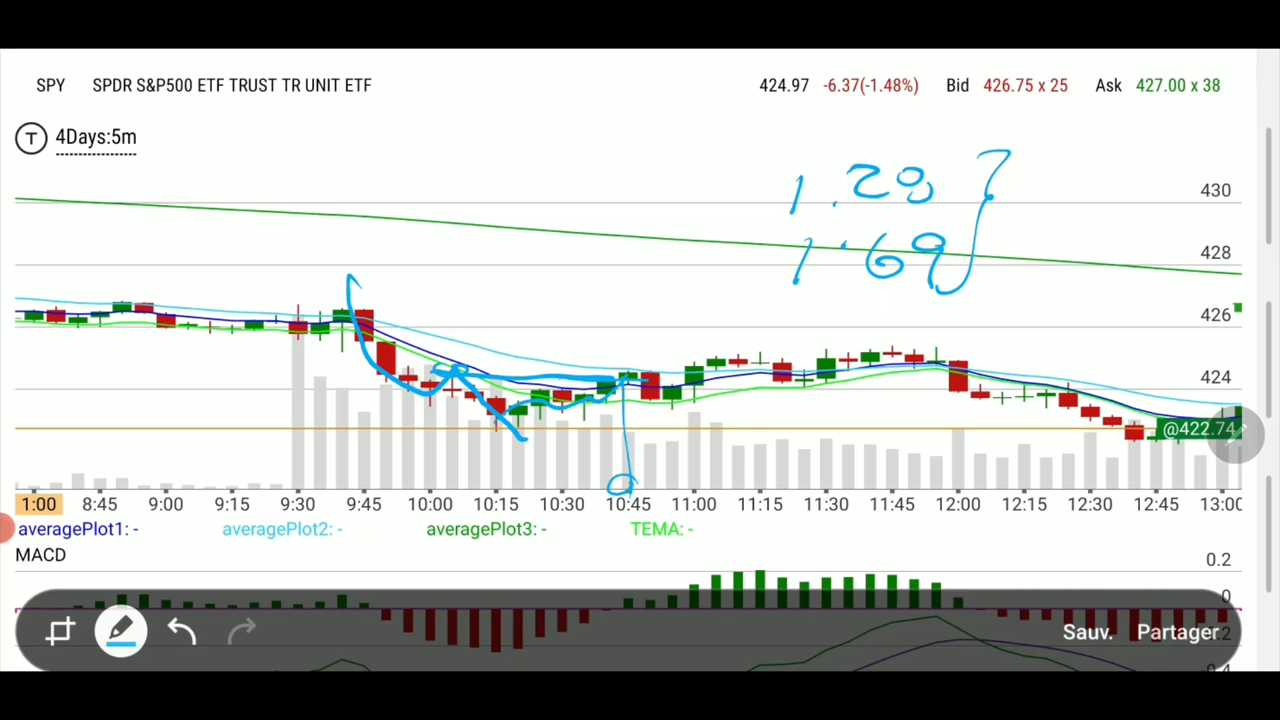 SPY SPDR S&P500 ETF TRUST TR UNIT ETF 424.97 -6.37(-1.48%) Bid 426.75 x 25 Ask 427.00 x 38
T 4Days:5m
1.29
1.69
430
428
426
424
@422.74
1:00 8:45 9:00 9:15 9:30 9:45 10:00 10:15 10:30 10:45 11:00 11:15 11:30 11:45 12:00 12:15 12:30 12:45 13:00
averagePlot1: - averagePlot2: - averagePlot3: - TEMA: -
MACD
0.2
0
Sauv. Partager